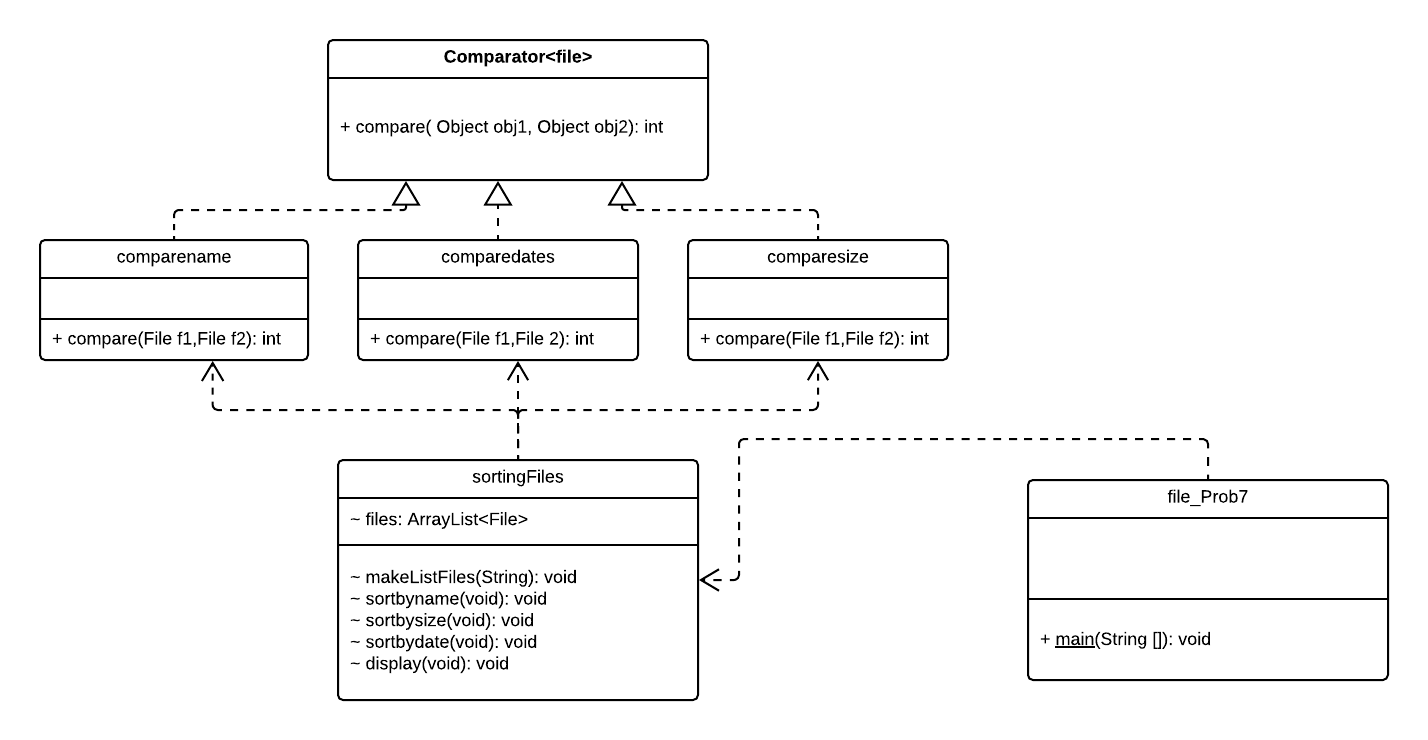 Comparator<file>
+ compare( Object obj1, Object obj2): int
comparename
+ compare(File f1,File f2): int
comparedates
+ compare(File f1,File 2): int
comparesize
+ compare(File f1,File f2): int
sortingFiles
~ files: ArrayList<File>
~ makeListFiles(String): void
~ sortbyname(void): void
~ sortbysize(void): void
~ sortbydate(void): void
~ display(void): void
file_Prob7
+ main(String []): void